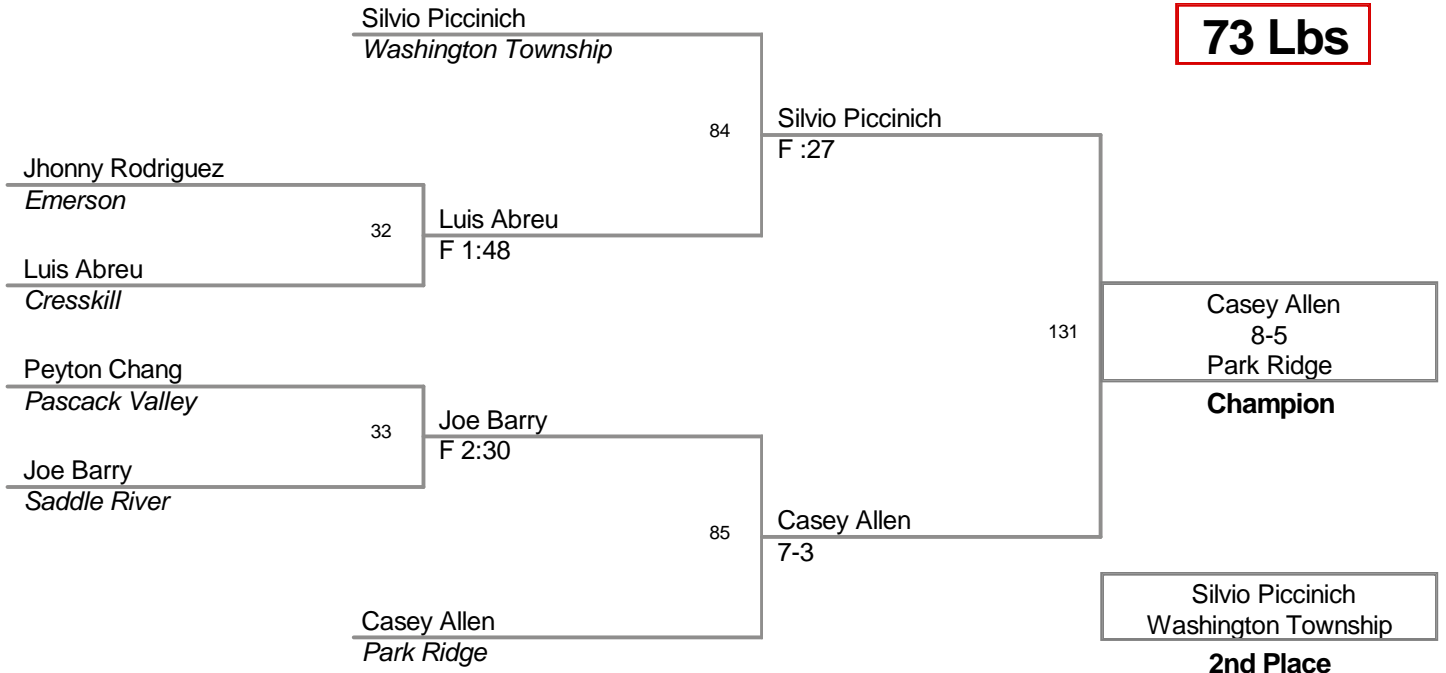 Silvio Piccinich
Washington Township
73 Lbs
84
Silvio Piccinich
F :27
Jhonny Rodriguez
Emerson
32
Luis Abreu
F 1:48
Luis Abreu
Cresskill
131
Casey Allen
8-5
Park Ridge
Champion
Peyton Chang
Pascack Valley
33
Joe Barry
F 2:30
Joe Barry
Saddle River
85
Casey Allen
7-3
Casey Allen
Park Ridge
Silvio Piccinich
Washington Township
2nd Place